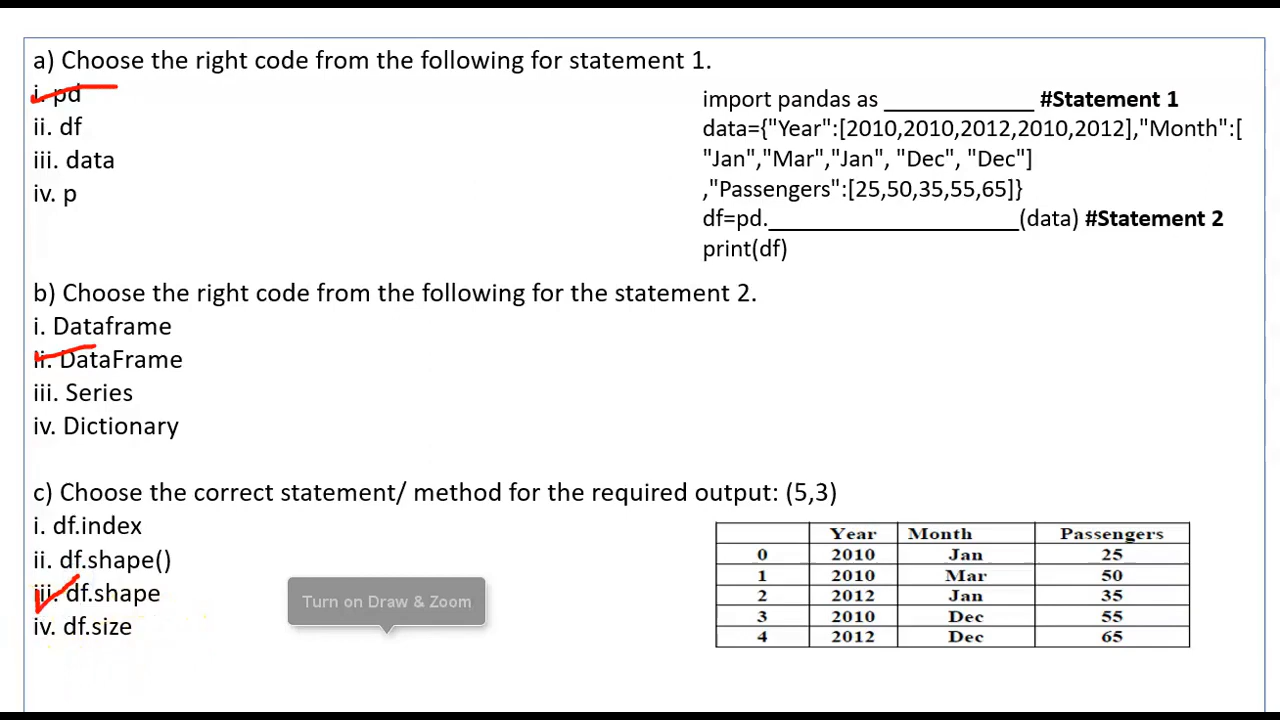 a) Choose the right code from the following for statement 1.
i. pd
ii. df
iii. data
iv. p
import pandas as ____________ #Statement 1
data={"Year":[2010,2010,2012,2010,2012],"Month":[
"Jan","Mar","Jan", "Dec", "Dec"]
,"Passengers":[25,50,35,55,65]}
df=pd.____________________(data) #Statement 2
print(df)
b) Choose the right code from the following for the statement 2.
i. Dataframe
ii. DataFrame
iii. Series
iv. Dictionary
c) Choose the correct statement/ method for the required output: (5,3)
i. df.index
ii. df.shape()
iii. df.shape
iv. df.size
Turn on Draw & Zoom
Year Month Passengers
0 2010 Jan 25
1 2010 Mar 50
2 2012 Jan 35
3 2010 Dec 55
4 2012 Dec 65